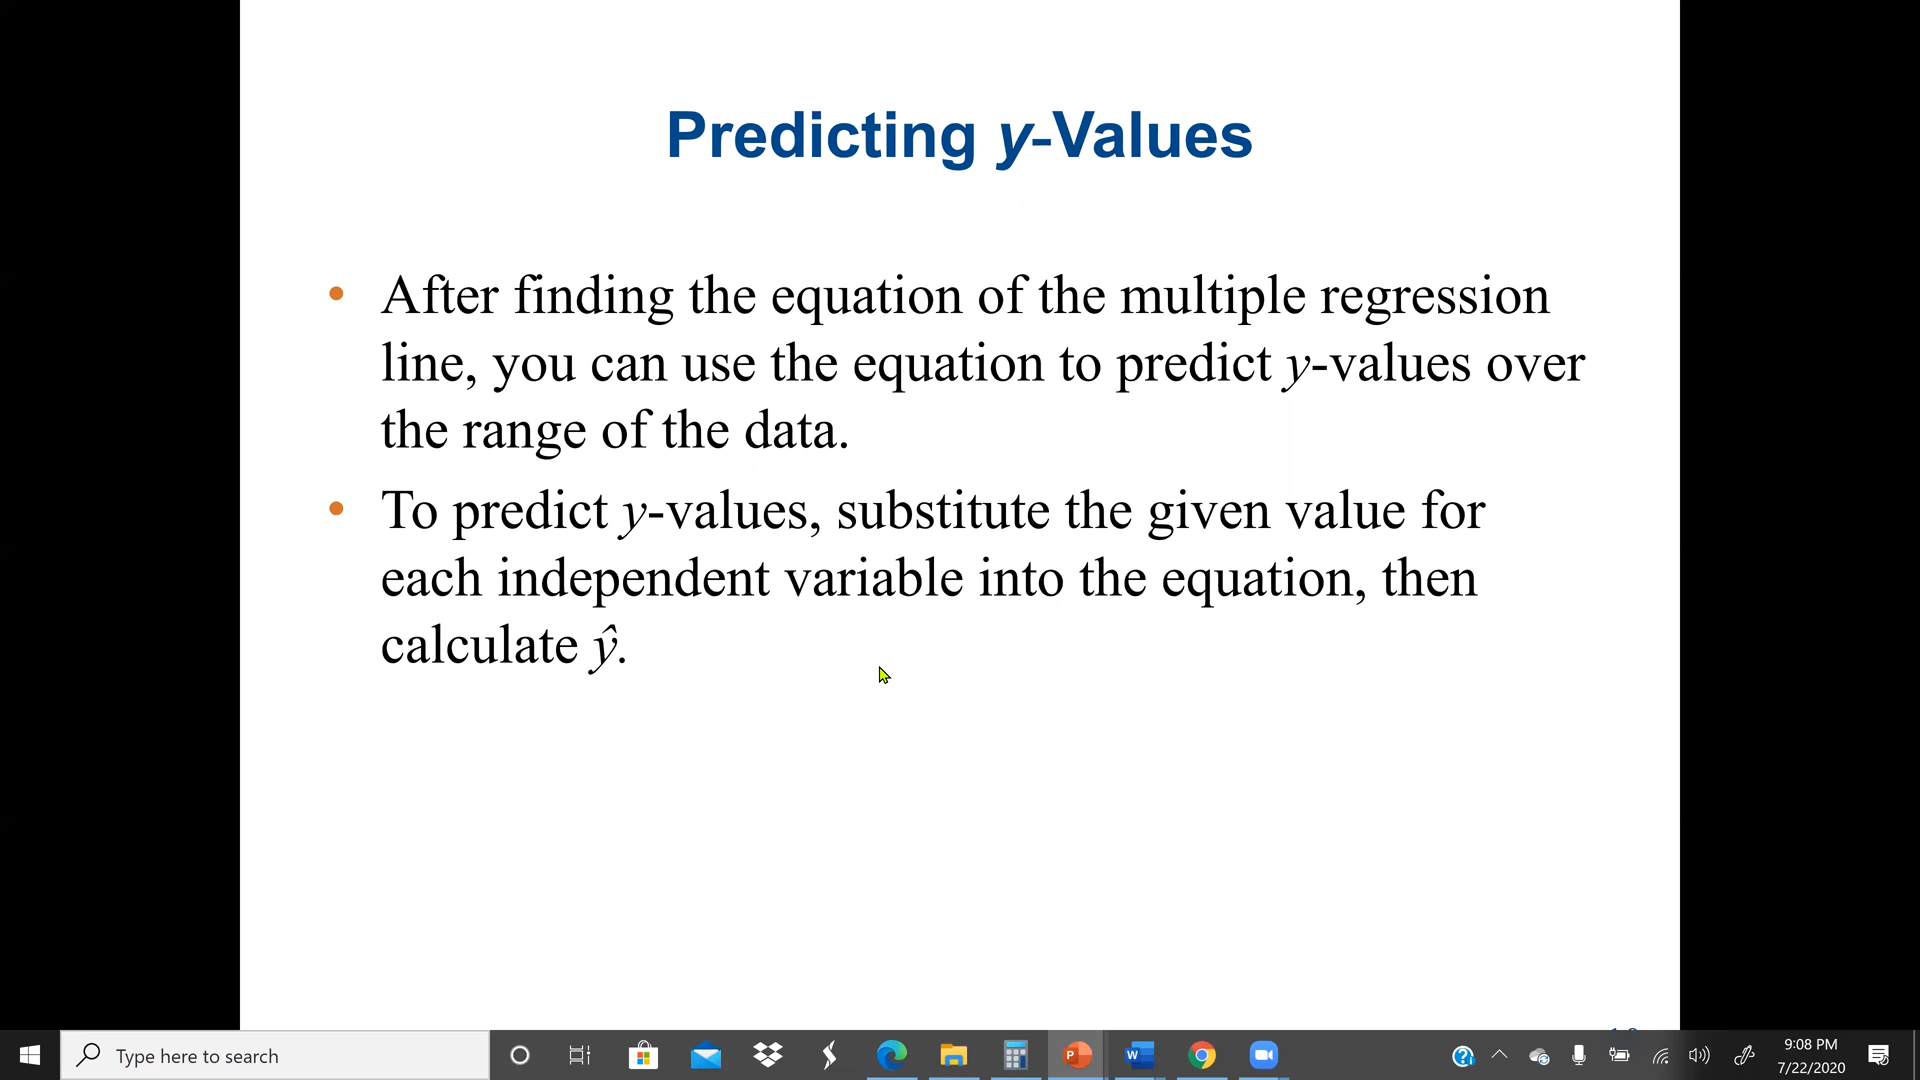 Predicting y-Values
• After finding the equation of the multiple regression
line, you can use the equation to predict y-values over
the range of the data.
• To predict y-values, substitute the given value for
each independent variable into the equation, then
calculate ŷ.
Type here to search
9:08 PM
7/22/2020